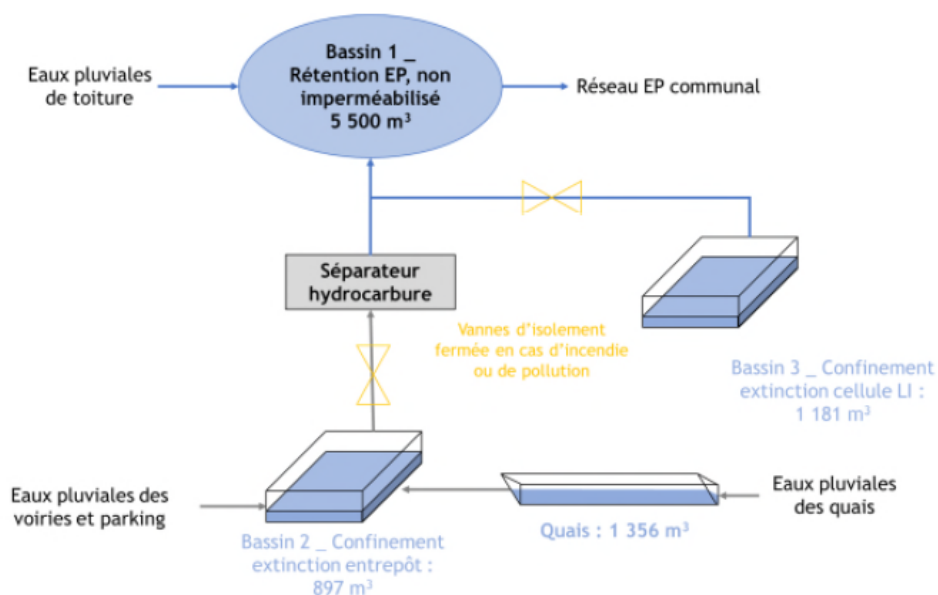 Bassin 1 _
Rétention EP, non
imperméabilisé
5 500 m³
Eaux pluviales
de toiture
Réseau EP communal
Séparateur
hydrocarbure
Vannes d'isolement
fermée en cas d'incendie
ou de pollution
Bassin 3 _ Confinement
extinction cellule LI :
1 181 m³
Eaux pluviales des
voiries et parking
Eaux pluviales
des quais
Quais : 1 356 m³
Bassin 2 _ Confinement
extinction entrepôt :
897 m³